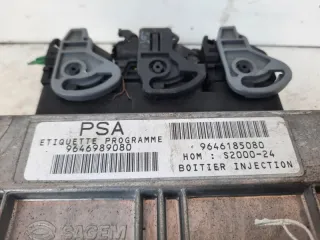 PSA
ETIQUETTE PROGRAMME
9646989080
9646185080
HOM : S2000-24
BOITIER INJECTION
SAGEM